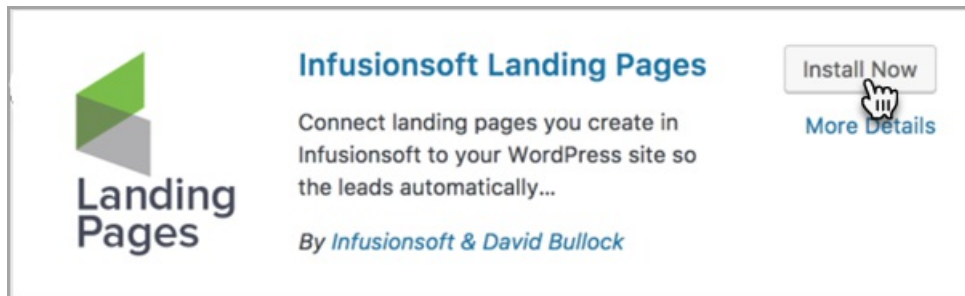 Landing
Pages
Infusionsoft Landing Pages
Connect landing pages you create in
Infusionsoft to your WordPress site so
the leads automatically...
By Infusionsoft & David Bullock
Install Now
More Details